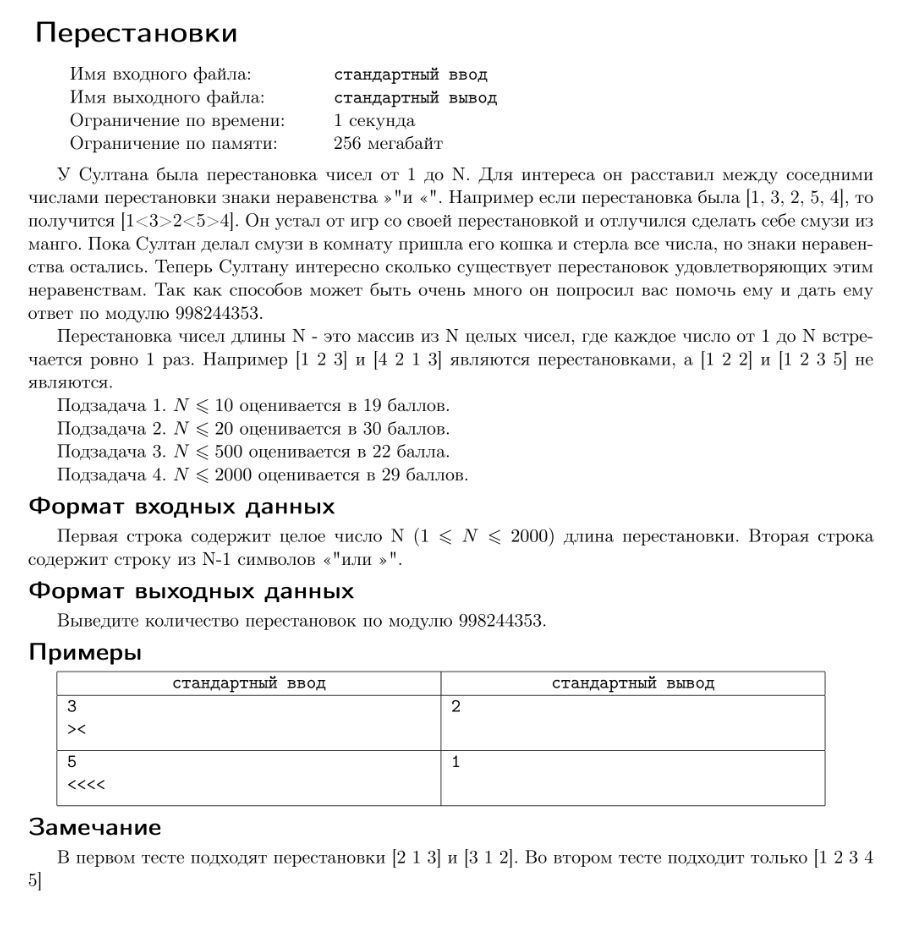 Перестановки
Имя входного файла: стандартный ввод
Имя выходного файла: стандартный вывод
Ограничение по времени: 1 секунда
Ограничение по памяти: 256 мегабайт
У Султана была перестановка чисел от 1 до N. Для интереса он расставил между соседними
числами перестановки знаки неравенства »"и «". Например если перестановка была [1, 3, 2, 5, 4], то
получится [1<3>2<5>4]. Он устал от игр со своей перестановкой и отлучился сделать себе смузи из
манго. Пока Султан делал смузи в комнату пришла его кошка и стерла все числа, но знаки неравен-
ства остались. Теперь Султану интересно сколько существует перестановок удовлетворяющих этим
неравенствам. Так как способов может быть очень много он попросил вас помочь ему и дать ему
ответ по модулю 998244353.
Перестановка чисел длины N - это массив из N целых чисел, где каждое число от 1 до N встре-
чается ровно 1 раз. Например [1 2 3] и [4 2 1 3] являются перестановками, а [1 2 2] и [1 2 3 5] не
являются.
Подзадача 1. N ⩽ 10 оценивается в 19 баллов.
Подзадача 2. N ⩽ 20 оценивается в 30 баллов.
Подзадача 3. N ⩽ 500 оценивается в 22 балла.
Подзадача 4. N ⩽ 2000 оценивается в 29 баллов.
Формат входных данных
Первая строка содержит целое число N (1 ⩽ N ⩽ 2000) длина перестановки. Вторая строка
содержит строку из N-1 символов «"или »".
Формат выходных данных
Выведите количество перестановок по модулю 998244353.
Примеры
стандартный ввод стандартный вывод
3 2
><
5 1
<<<<
Замечание
В первом тесте подходят перестановки [2 1 3] и [3 1 2]. Во втором тесте подходит только [1 2 3 4
5]